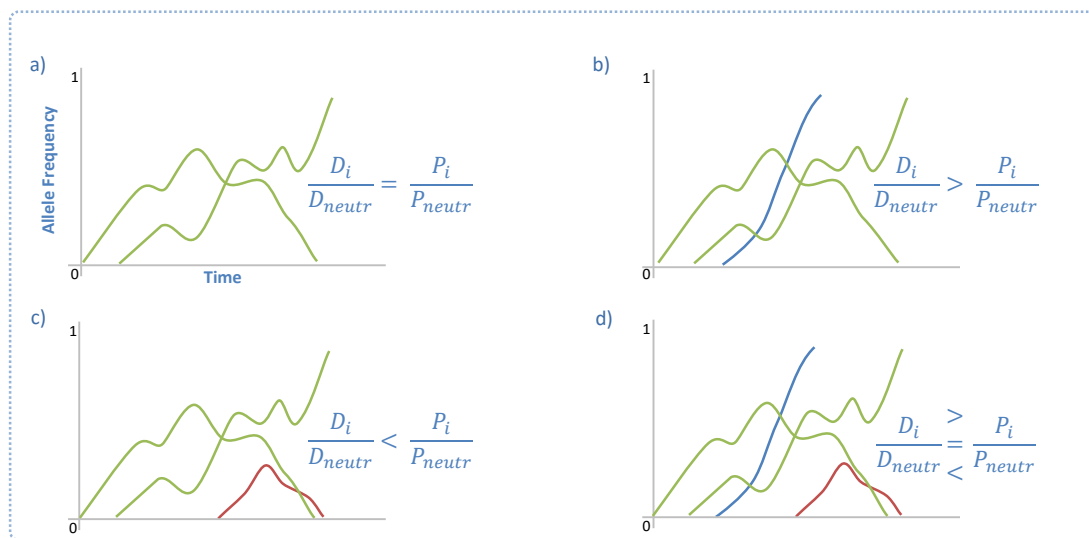 a)
1
Allele Frequency
D_i / D_neutr = P_i / P_neutr
0
Time
b)
1
D_i / D_neutr > P_i / P_neutr
0
c)
1
D_i / D_neutr < P_i / P_neutr
0
d)
1
D_i / D_neutr > = < P_i / P_neutr
0